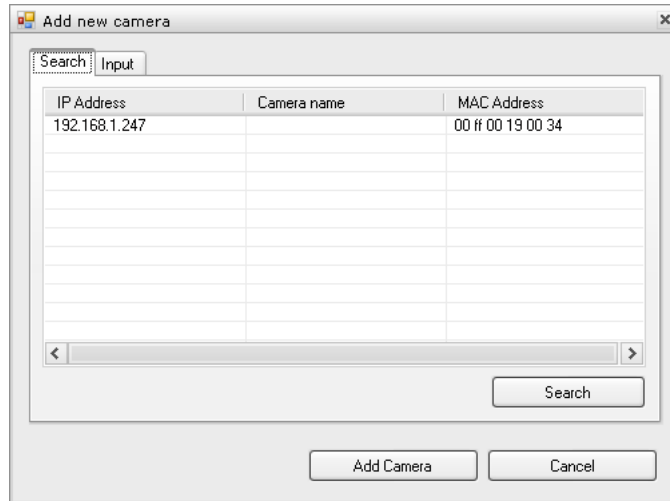 Add new camera
Search Input
IP Address Camera name MAC Address
192.168.1.247 00 ff 00 19 00 34
Search
Add Camera Cancel